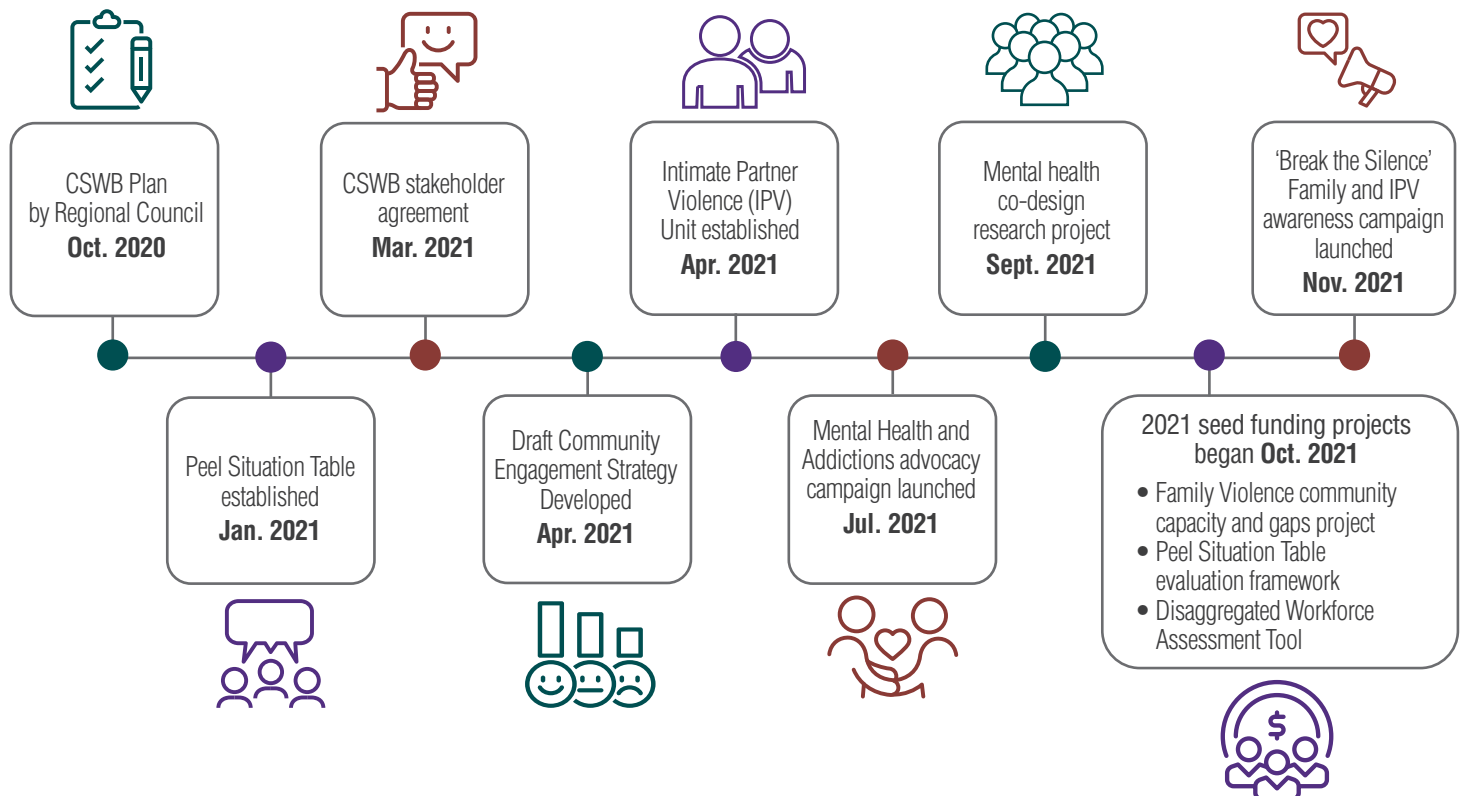 CSWB Plan
by Regional Council
Oct. 2020
CSWB stakeholder
agreement
Mar. 2021
Intimate Partner
Violence (IPV)
Unit established
Apr. 2021
Mental health
co-design
research project
Sept. 2021
‘Break the Silence’
Family and IPV
awareness campaign
launched
Nov. 2021
Peel Situation Table
established
Jan. 2021
Draft Community
Engagement Strategy
Developed
Apr. 2021
Mental Health and
Addictions advocacy
campaign launched
Jul. 2021
2021 seed funding projects
began Oct. 2021
• Family Violence community
capacity and gaps project
• Peel Situation Table
evaluation framework
• Disaggregated Workforce
Assessment Tool
$